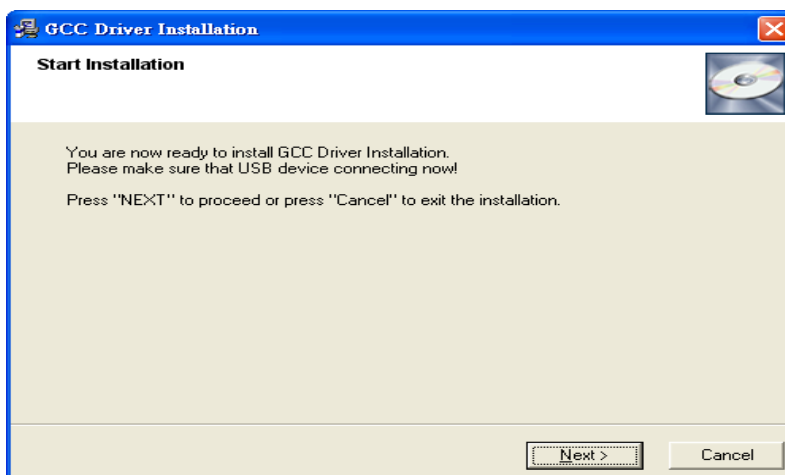 GCC Driver Installation
Start Installation
You are now ready to install GCC Driver Installation.
Please make sure that USB device connecting now!
Press "NEXT" to proceed or press "Cancel" to exit the installation.
Next >
Cancel